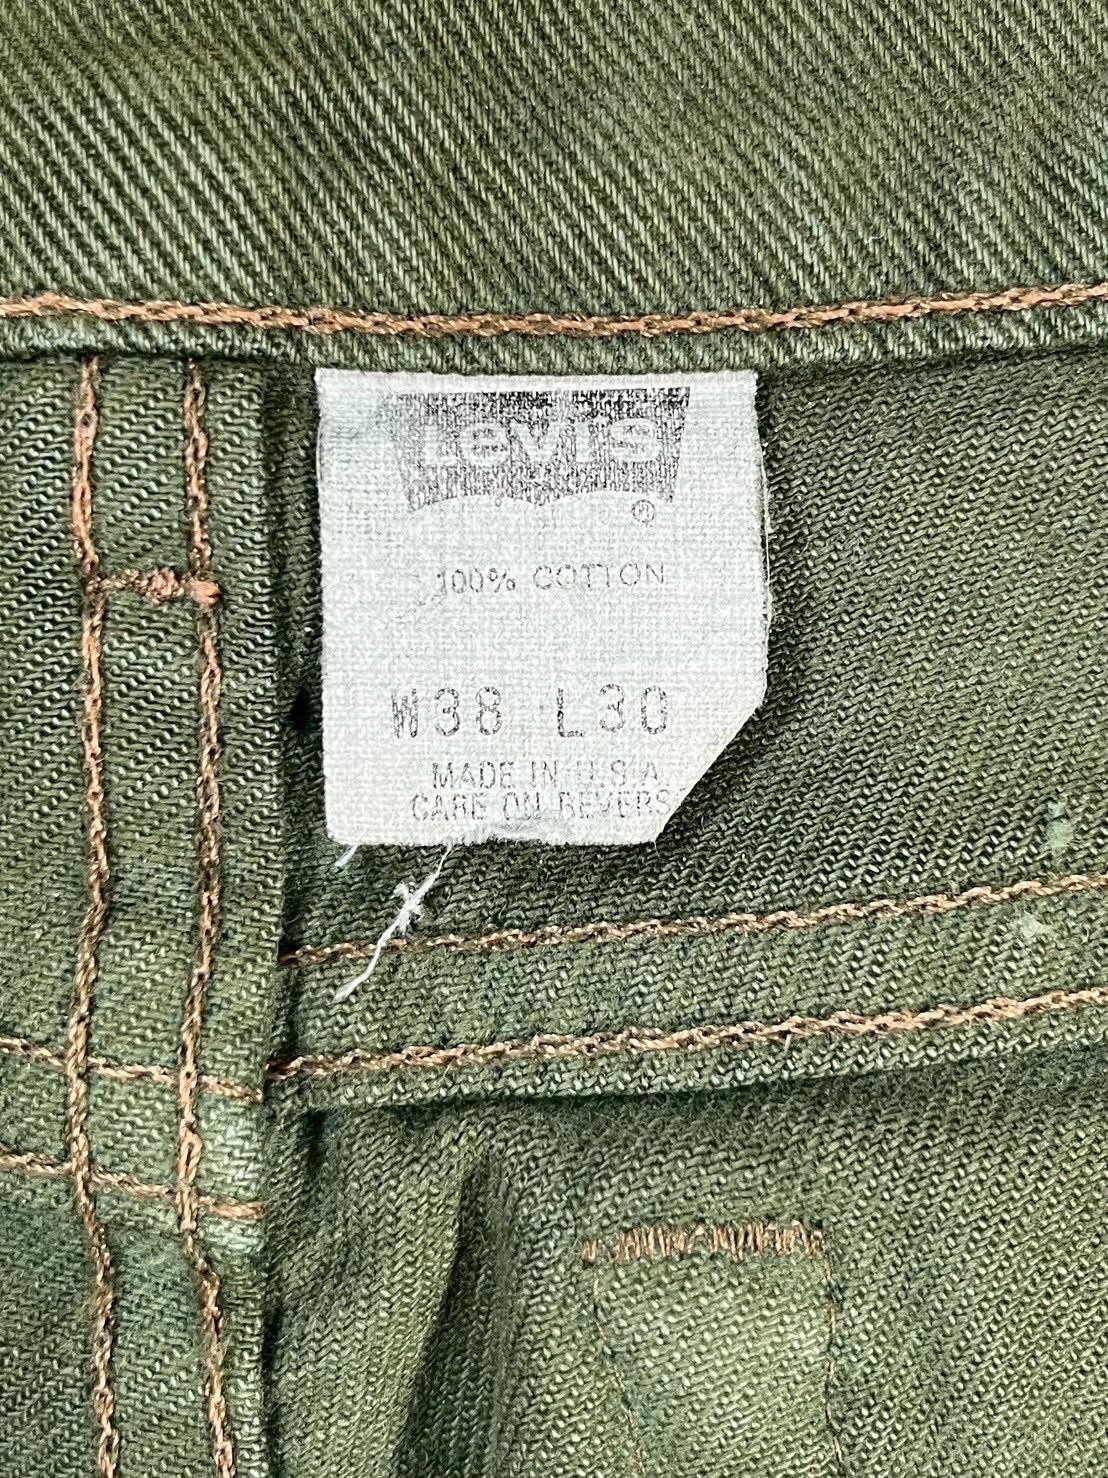 Levi's
®
100% COTTON
W38 L30
MADE IN U.S.A
CARE ON REVERS